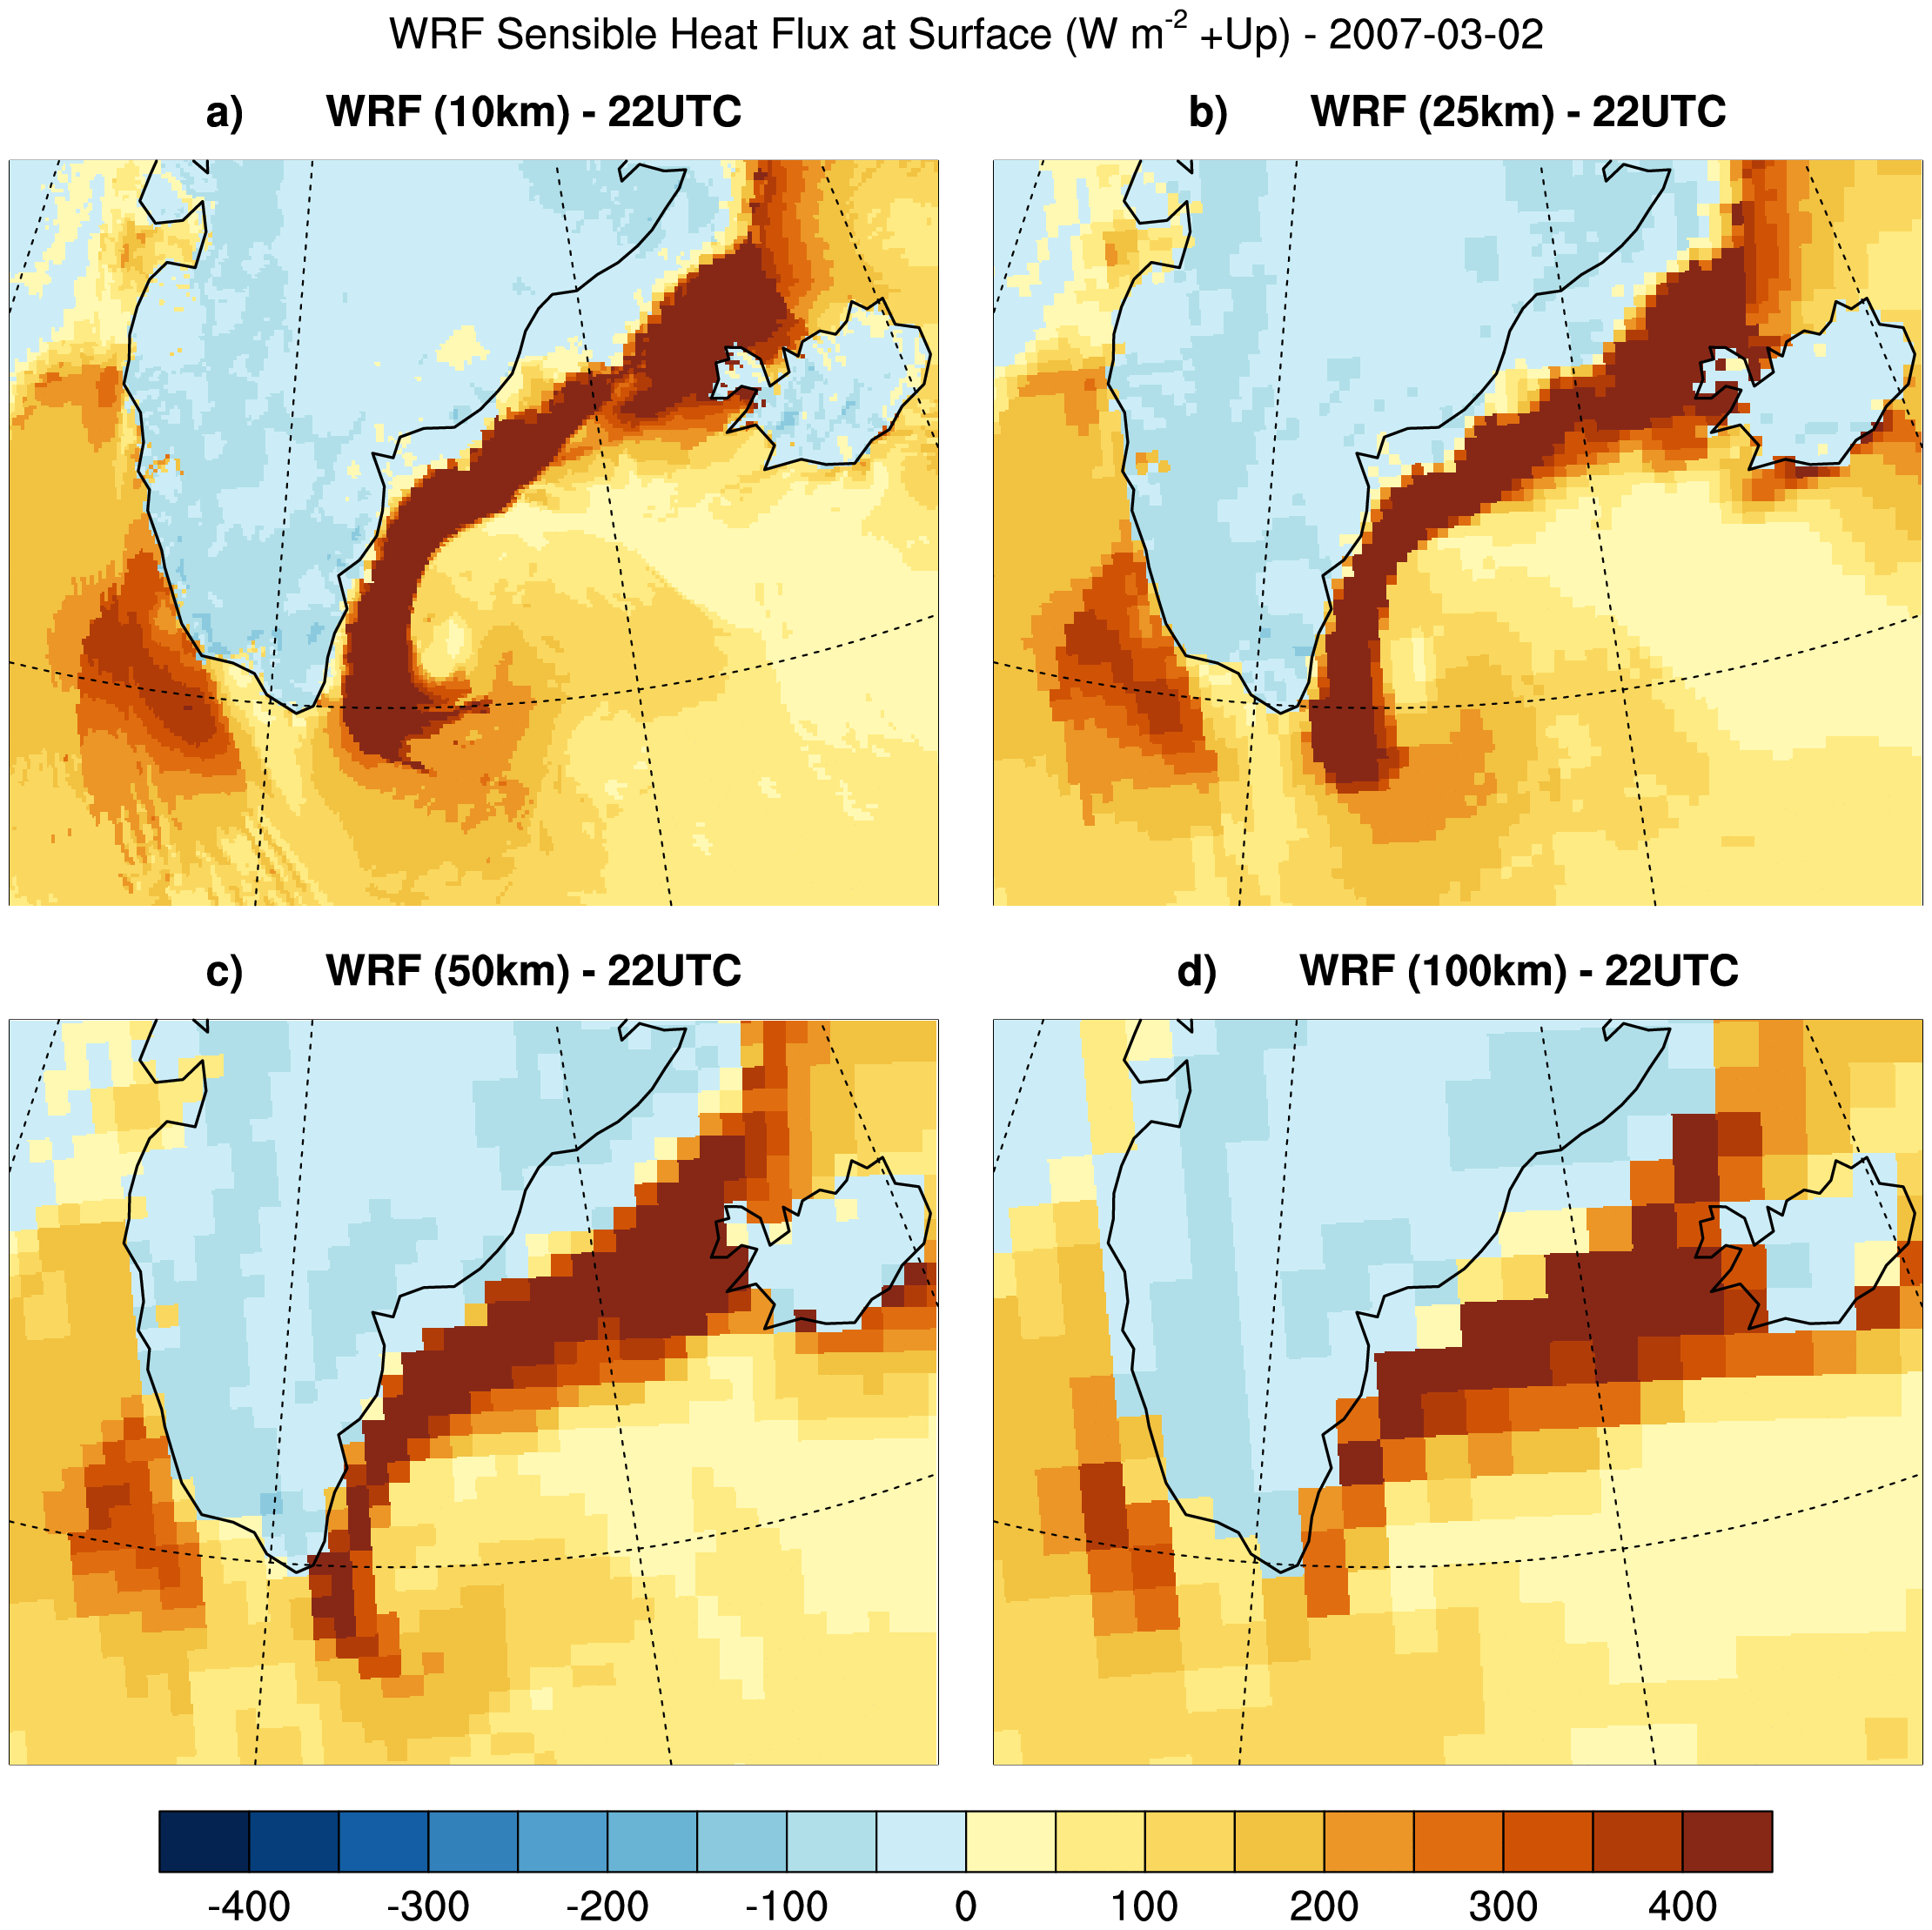 WRF Sensible Heat Flux at Surface (W m-2 +Up) - 2007-03-02
a) WRF (10km) - 22UTC
b) WRF (25km) - 22UTC
c) WRF (50km) - 22UTC
d) WRF (100km) - 22UTC
-400 -300 -200 -100 0 100 200 300 400